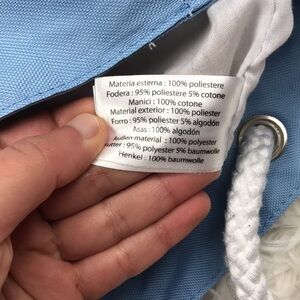 Materia esterna : 100% poliestere
Fodera : 95% poliestere 5% cotone
Manici : 100% cotone
Material exterior : 100% poliester
Forro : 95% poliester 5% algodón
Asas : 100% algodón
Außen material : 100% polyester
utter : 95% polyester 5% baumwolle
Henkel : 100% baumwolle